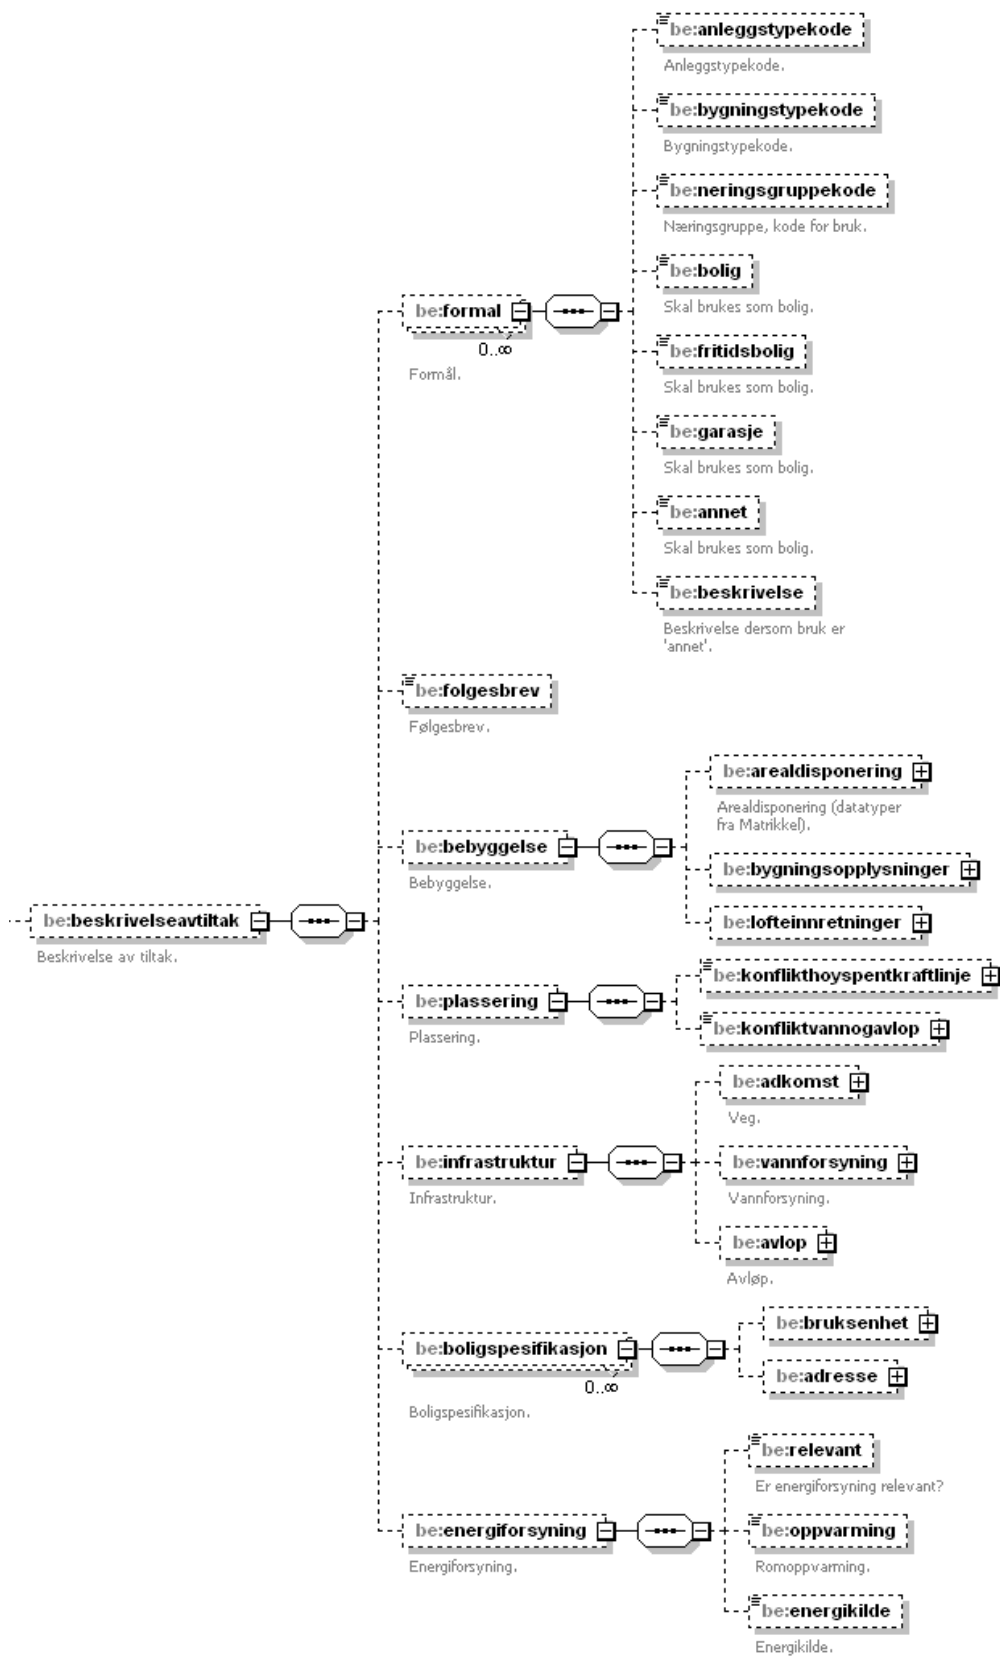 be:anleggstypekode
Anleggstypekode.
be:bygningstypekode
Bygningstypekode.
be:neringsgruppekode
Næringsgruppe, kode for bruk.
be:bolig
Skal brukes som bolig.
be:formal
0..∞
Formål.
be:fritidsbolig
Skal brukes som bolig.
be:garasje
Skal brukes som bolig.
be:annet
Skal brukes som bolig.
be:beskrivelse
Beskrivelse dersom bruk er
'annet'.
be:folgesbrev
Følgesbrev.
be:arealdisponering
Arealdisponering (datatyper
fra Matrikkel).
be:bebyggelse
Bebyggelse.
be:bygningsopplysninger
be:lofteinnretninger
be:beskrivelseavtiltak
Beskrivelse av tiltak.
be:konflikthoyspentkraftlinje
be:plassering
Plassering.
be:konfliktvannogavlop
be:adkomst
Veg.
be:infrastruktur
Infrastruktur.
be:vannforsyning
Vannforsyning.
be:avlop
Avløp.
be:bruksenhet
be:boligspesifikasjon
0..∞
Boligspesifikasjon.
be:adresse
be:relevant
Er energiforsyning relevant?
be:energiforsyning
Energiforsyning.
be:oppvarming
Romoppvarming.
be:energikilde
Energikilde.